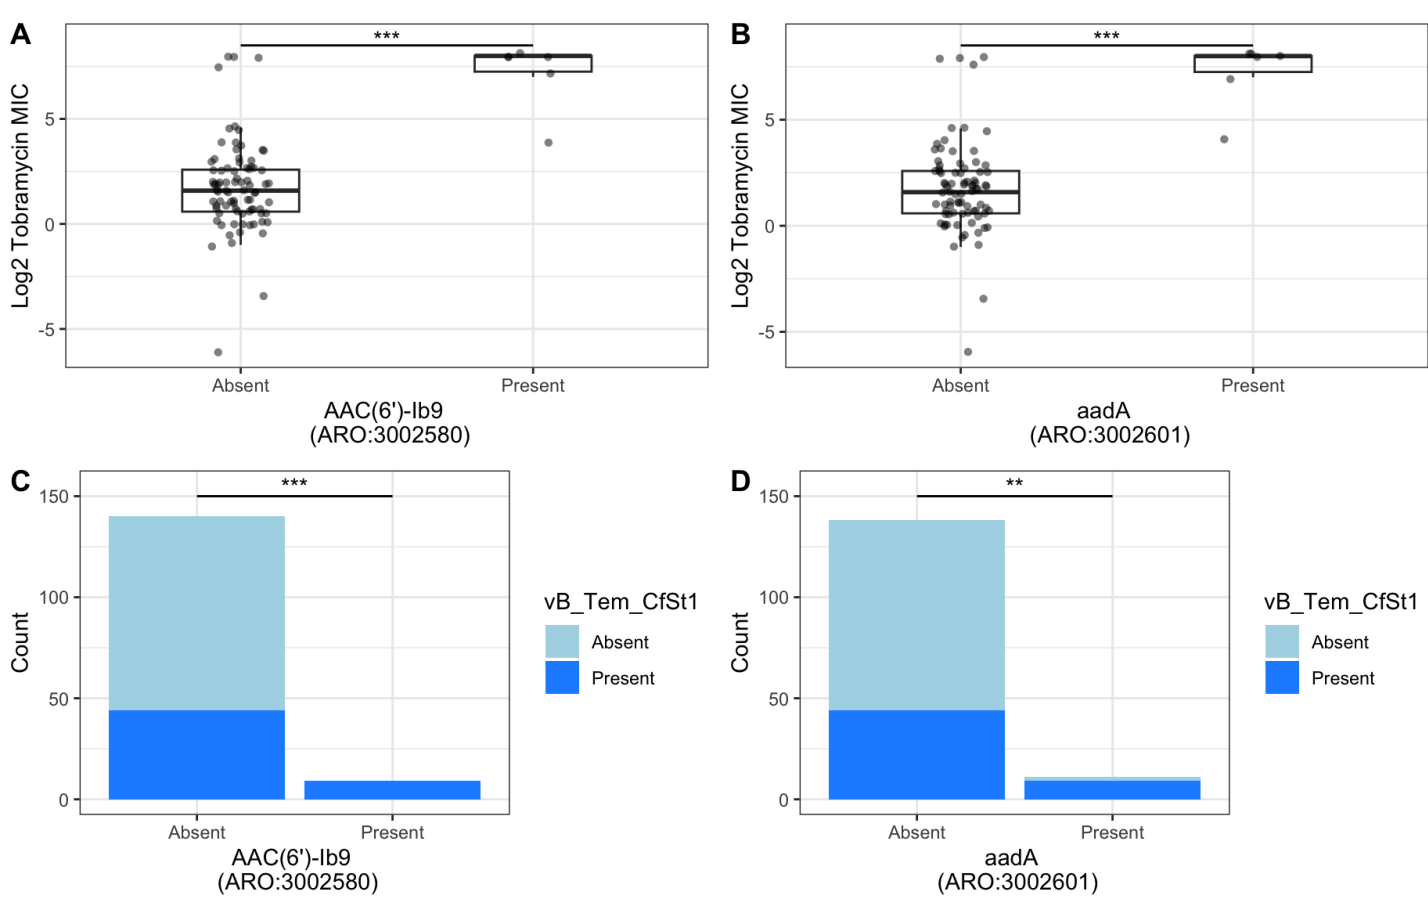 A
***
Log2 Tobramycin MIC
5
0
-5
Absent
Present
AAC(6')-Ib9
(ARO:3002580)
B
***
Log2 Tobramycin MIC
5
0
-5
Absent
Present
aadA
(ARO:3002601)
C
***
Count
150
100
50
0
Absent
Present
AAC(6')-Ib9
(ARO:3002580)
vB_Tem_CfSt1
Absent
Present
D
**
Count
150
100
50
0
Absent
Present
aadA
(ARO:3002601)
vB_Tem_CfSt1
Absent
Present